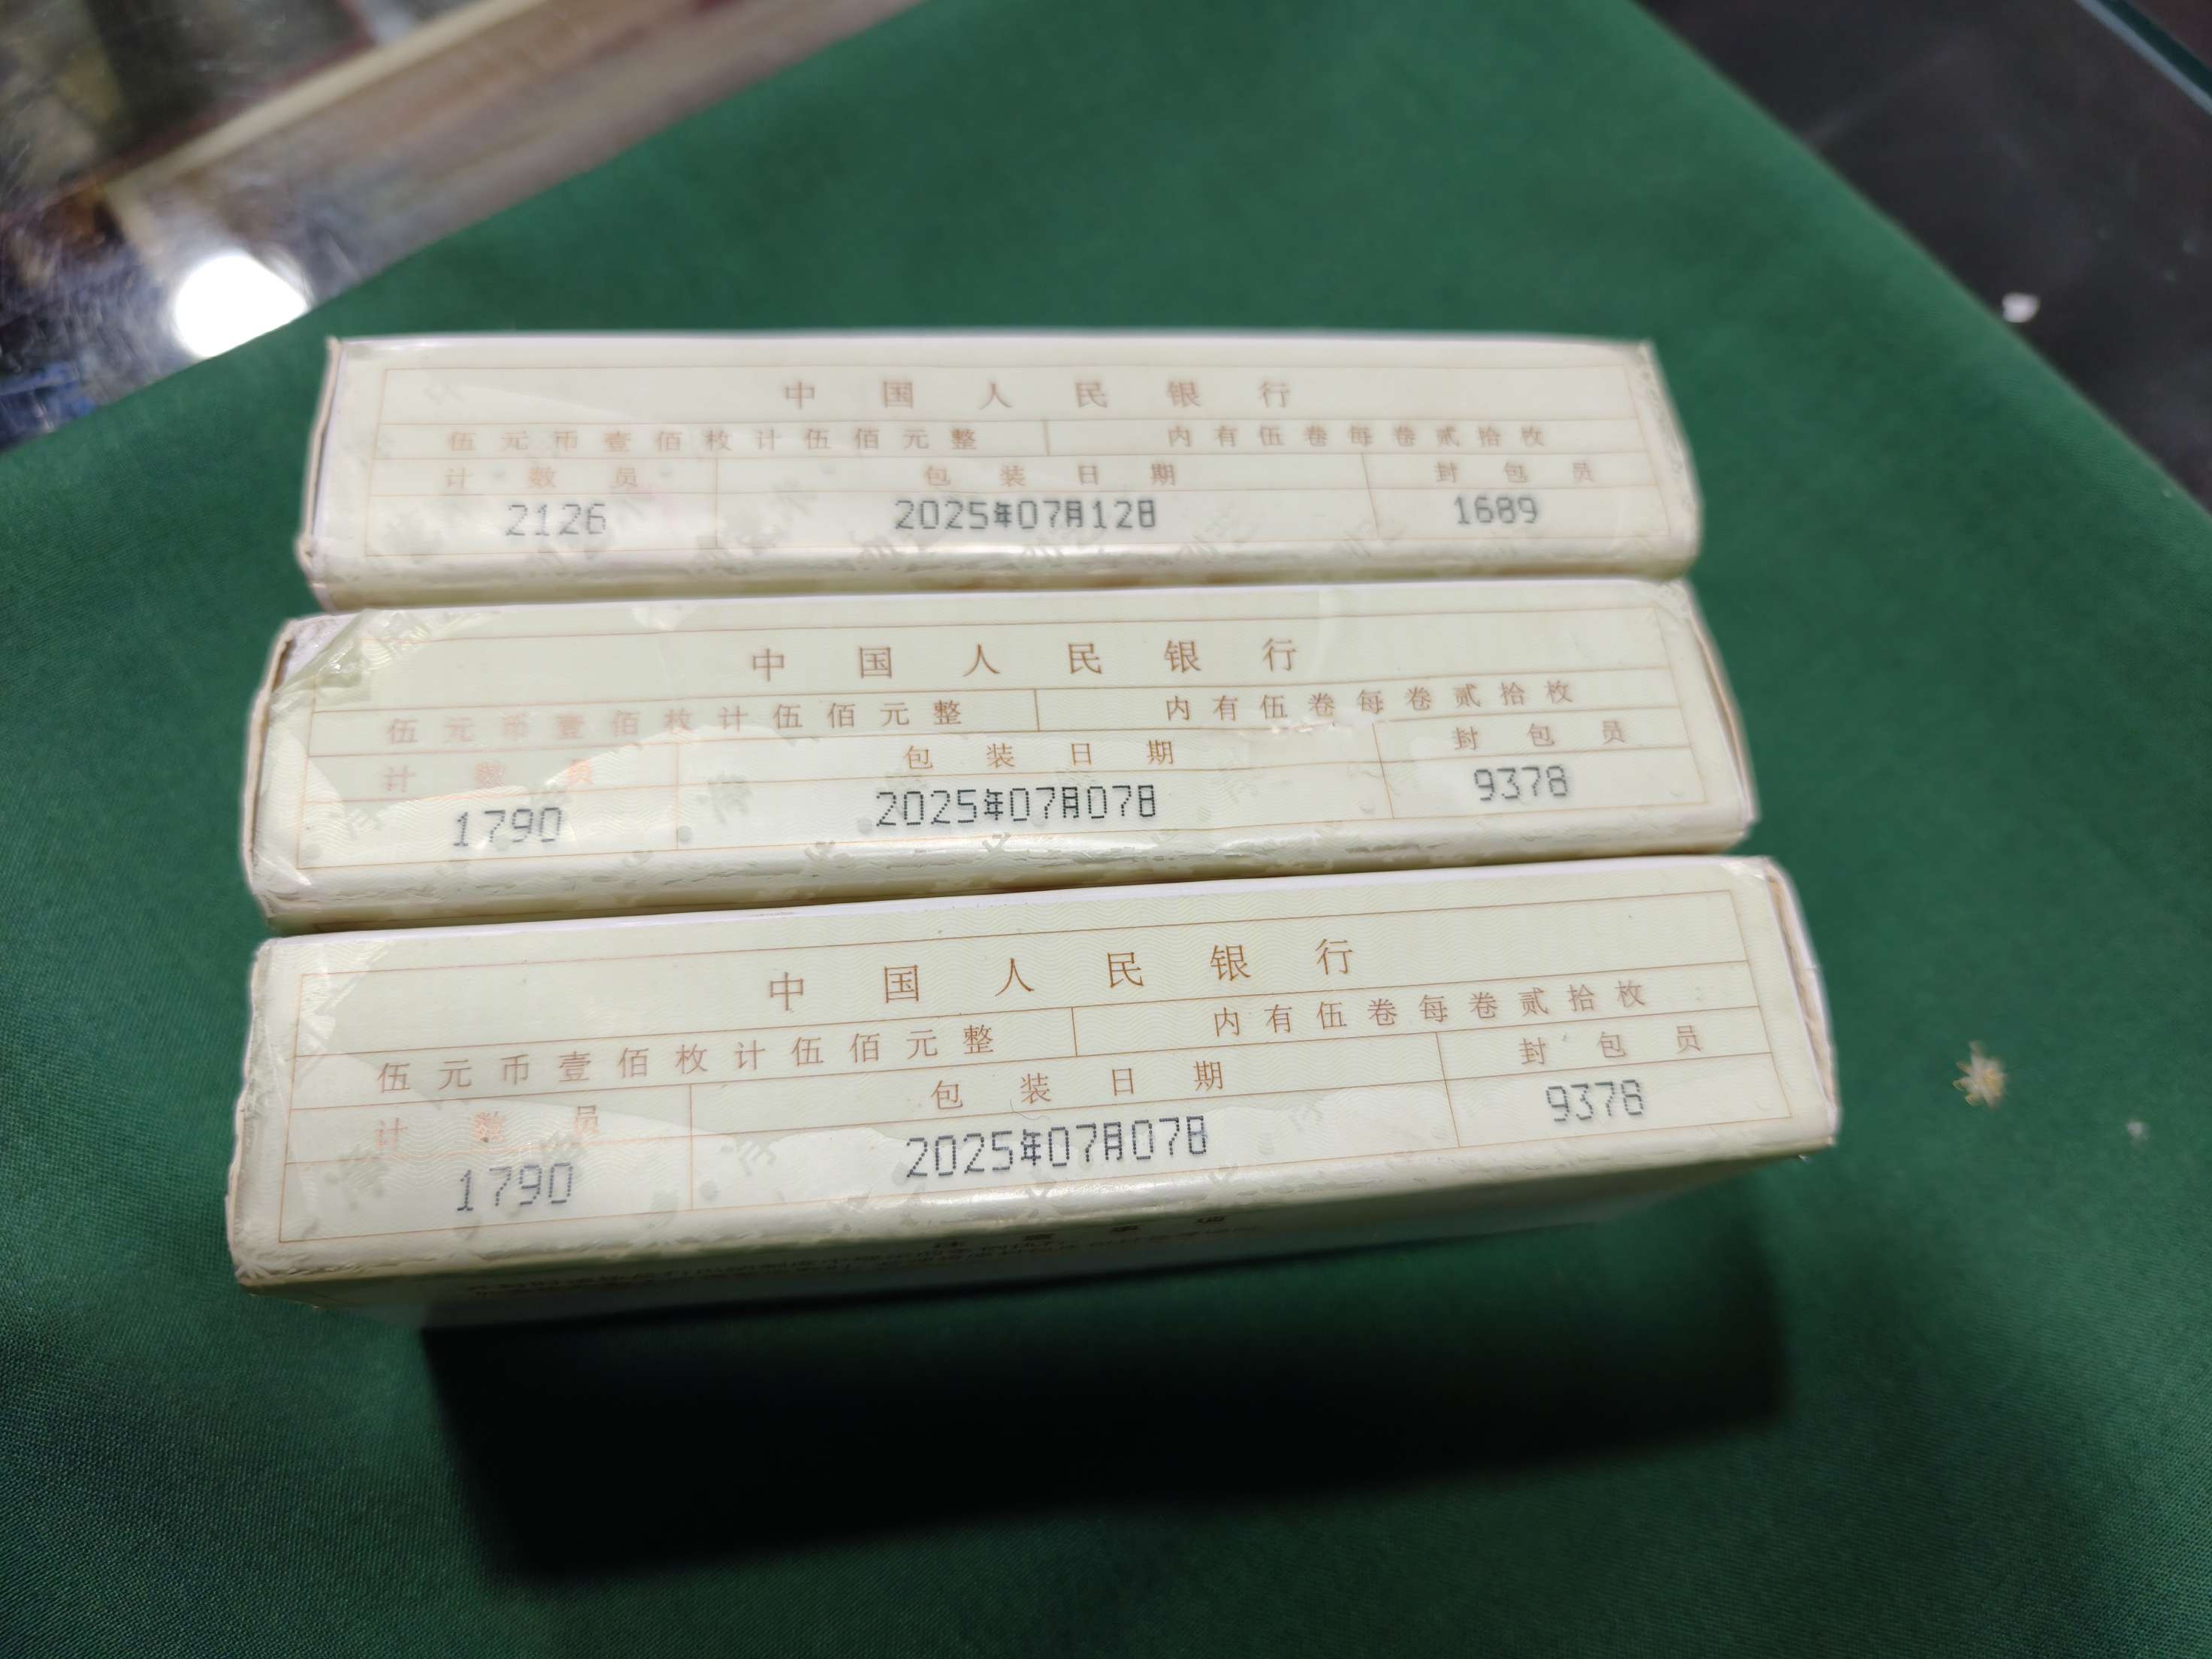 中国人民银行
伍元币壹佰枚计伍佰元整 内有伍卷每卷贰拾枚
计数员 包装日期 封包员
2126 2025年07月12日 1689
中国人民银行
伍元币壹佰枚计伍佰元整 内有伍卷每卷贰拾枚
计数员 包装日期 封包员
1790 2025年07月07日 9378
中国人民银行
伍元币壹佰枚计伍佰元整 内有伍卷每卷贰拾枚
计数员 包装日期 封包员
1790 2025年07月07日 9378